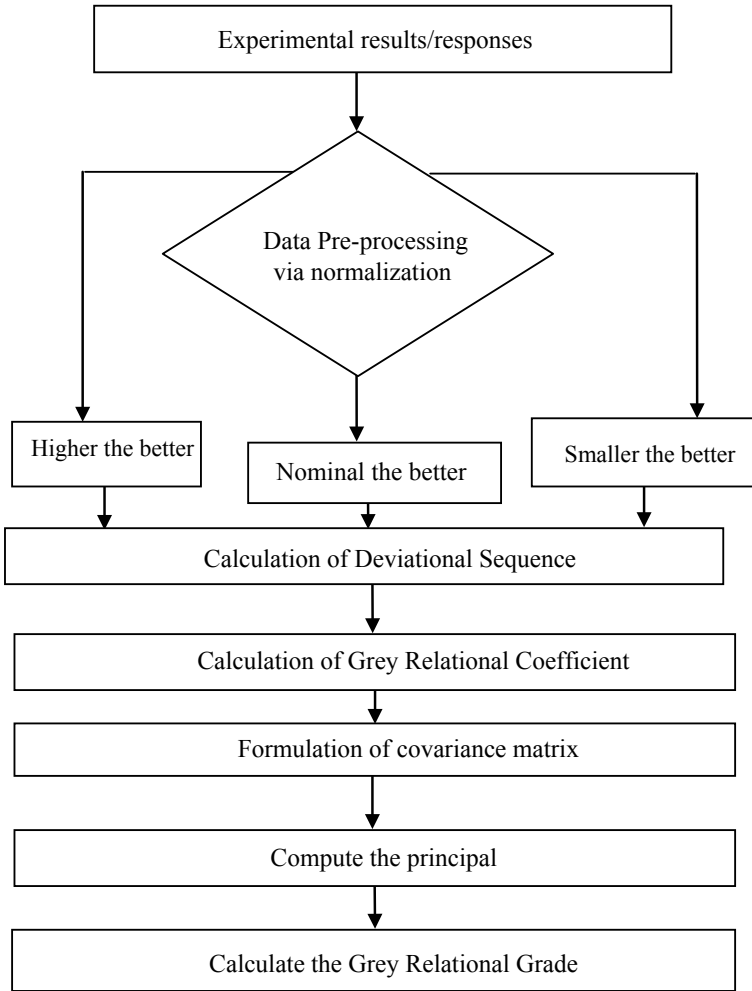 Experimental results/responses
Data Pre-processing
via normalization
Higher the better
Nominal the better
Smaller the better
Calculation of Deviational Sequence
Calculation of Grey Relational Coefficient
Formulation of covariance matrix
Compute the principal
Calculate the Grey Relational Grade